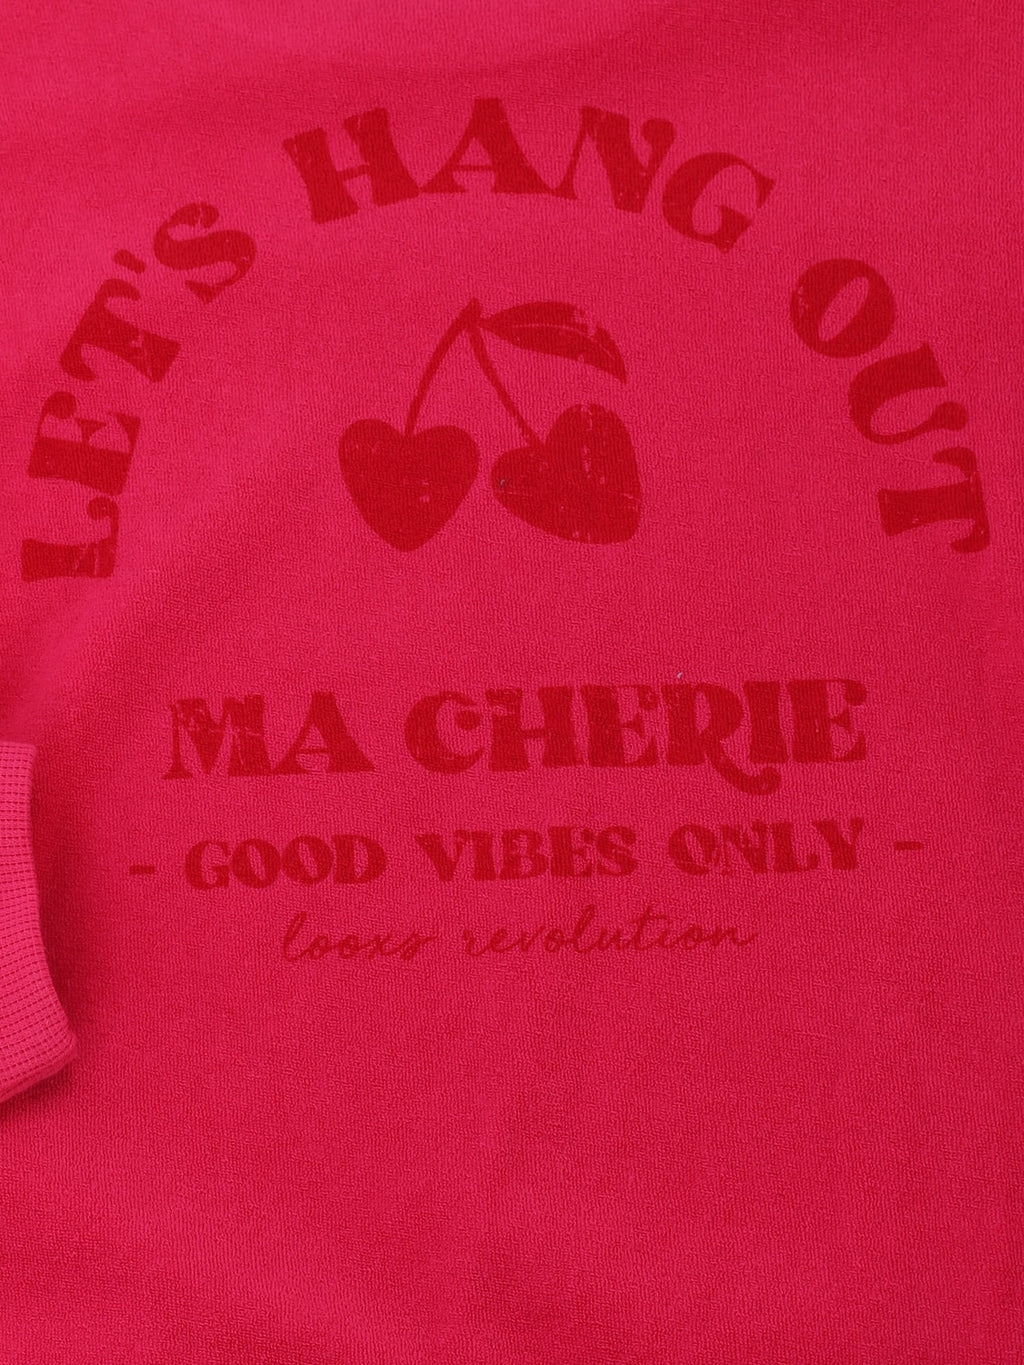 LET'S HANG OUT
MA CHERIE
- GOOD VIBES ONLY -
looxs revolution